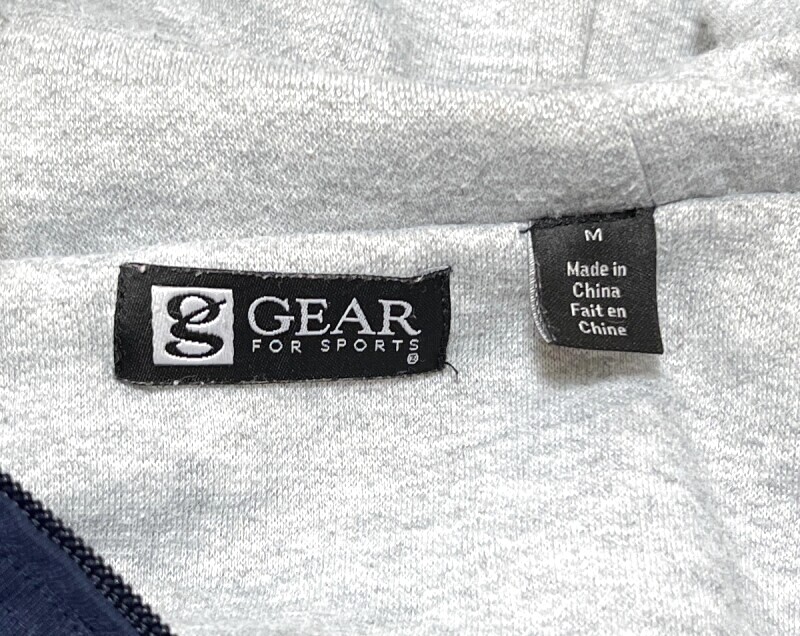 g GEAR
FOR SPORTS®
M
Made in
China
Fait en
Chine